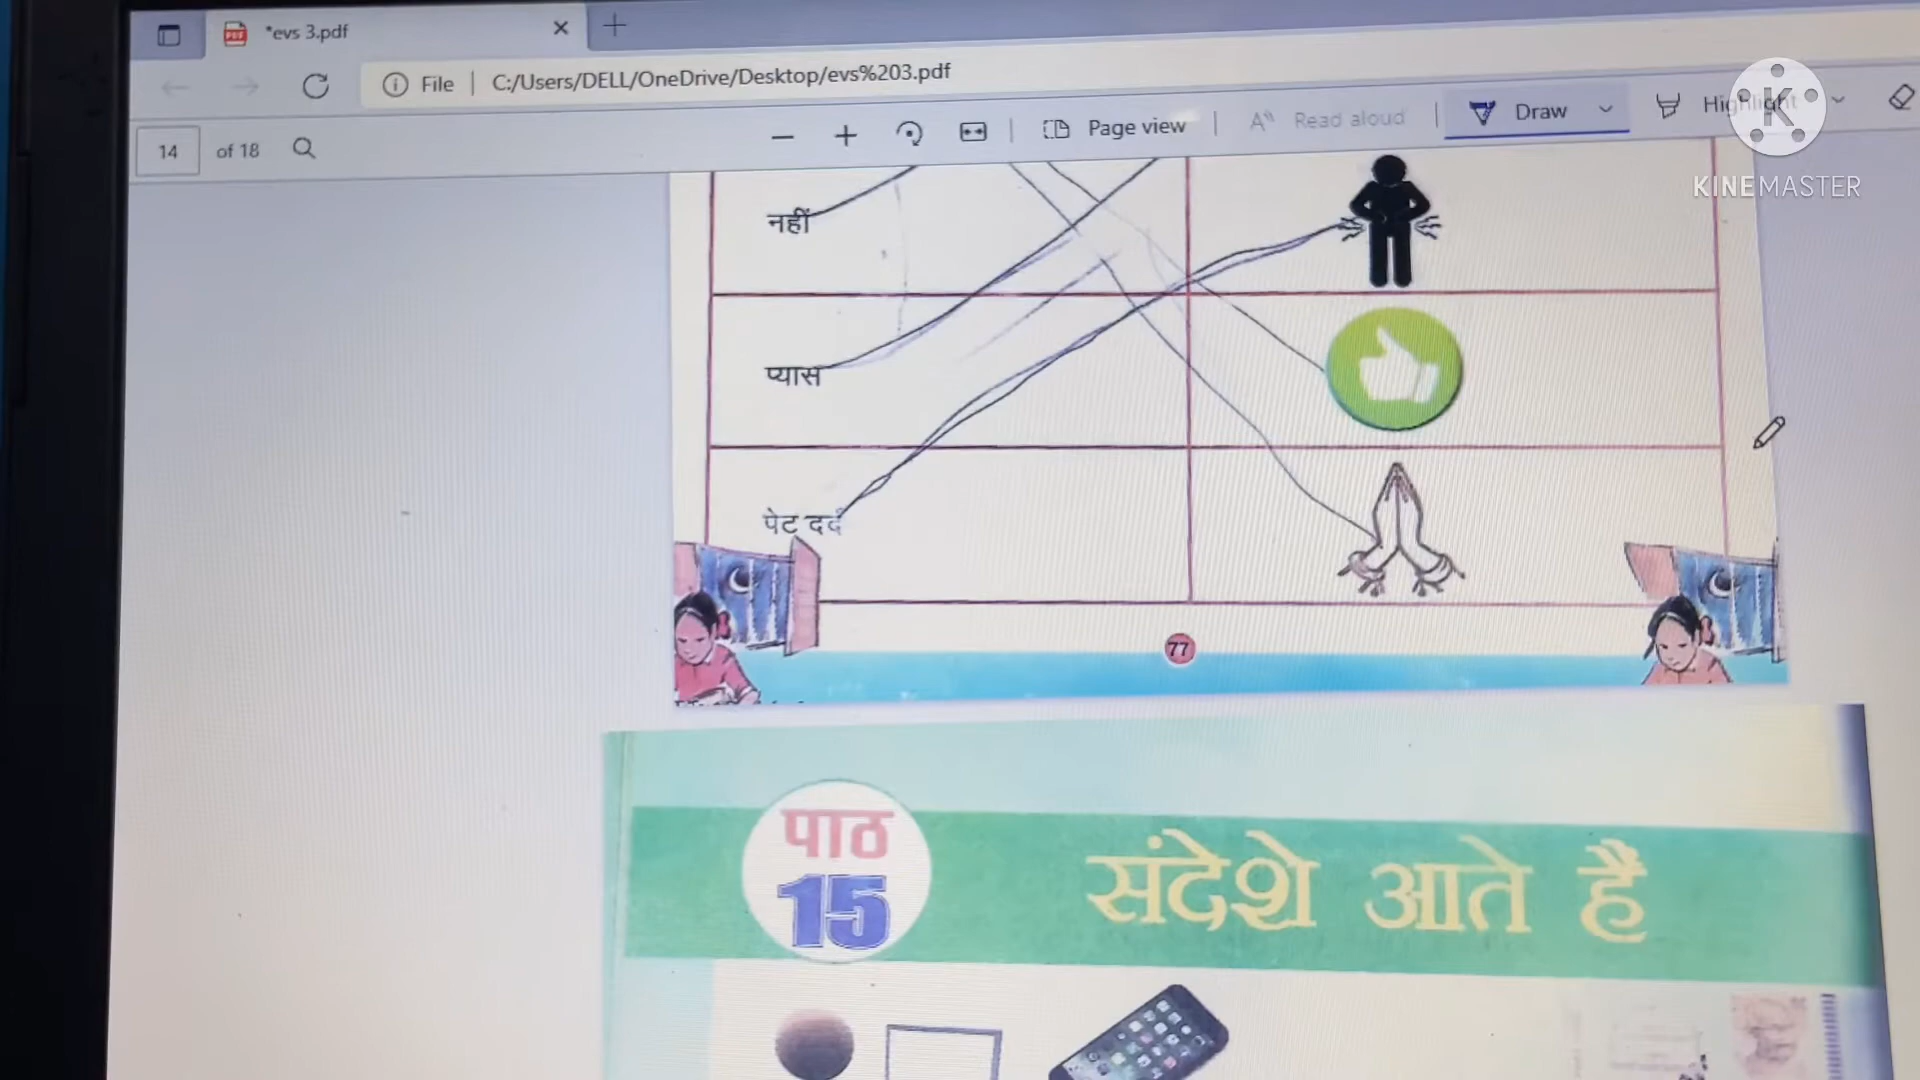 *evs 3.pdf
File | C:/Users/DELL/OneDrive/Desktop/evs%203.pdf
14 of 18
Page view
Read aloud
Draw
Highlight
K
KINEMASTER
नहीं
प्यास
पेट दर्द
77
पाठ
15
संदेशे आते हैं